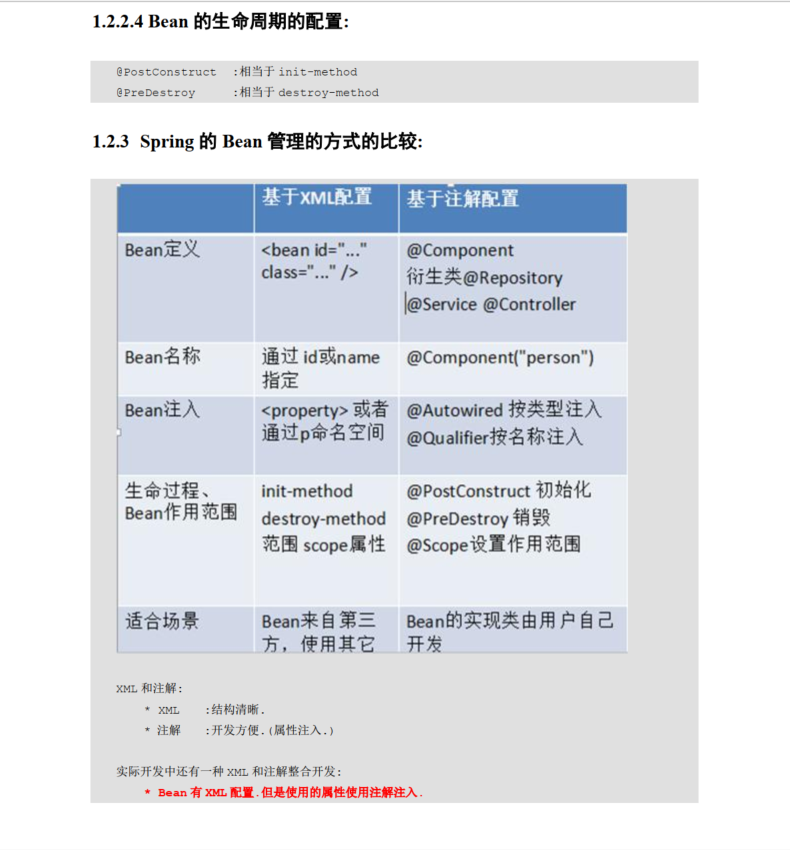 1.2.2.4 Bean 的生命周期的配置:
@PostConstruct :相当于 init-method
@PreDestroy :相当于 destroy-method
1.2.3 Spring 的 Bean 管理的方式的比较:
基于XML配置 基于注解配置
Bean定义 <bean id="..." @Component
class="..." /> 衍生类@Repository
@Service @Controller
Bean名称 通过 id或name @Component("person")
指定
Bean注入 <property> 或者 @Autowired 按类型注入
通过p命名空间 @Qualifier按名称注入
生命过程、 init-method @PostConstruct 初始化
Bean作用范围 destroy-method @PreDestroy 销毁
范围 scope属性 @Scope设置作用范围
适合场景 Bean来自第三 Bean的实现类由用户自己
方，使用其它 开发
XML 和注解:
* XML :结构清晰.
* 注解 :开发方便.(属性注入.)
实际开发中还有一种 XML 和注解整合开发:
* Bean 有 XML 配置.但是使用的属性使用注解注入.